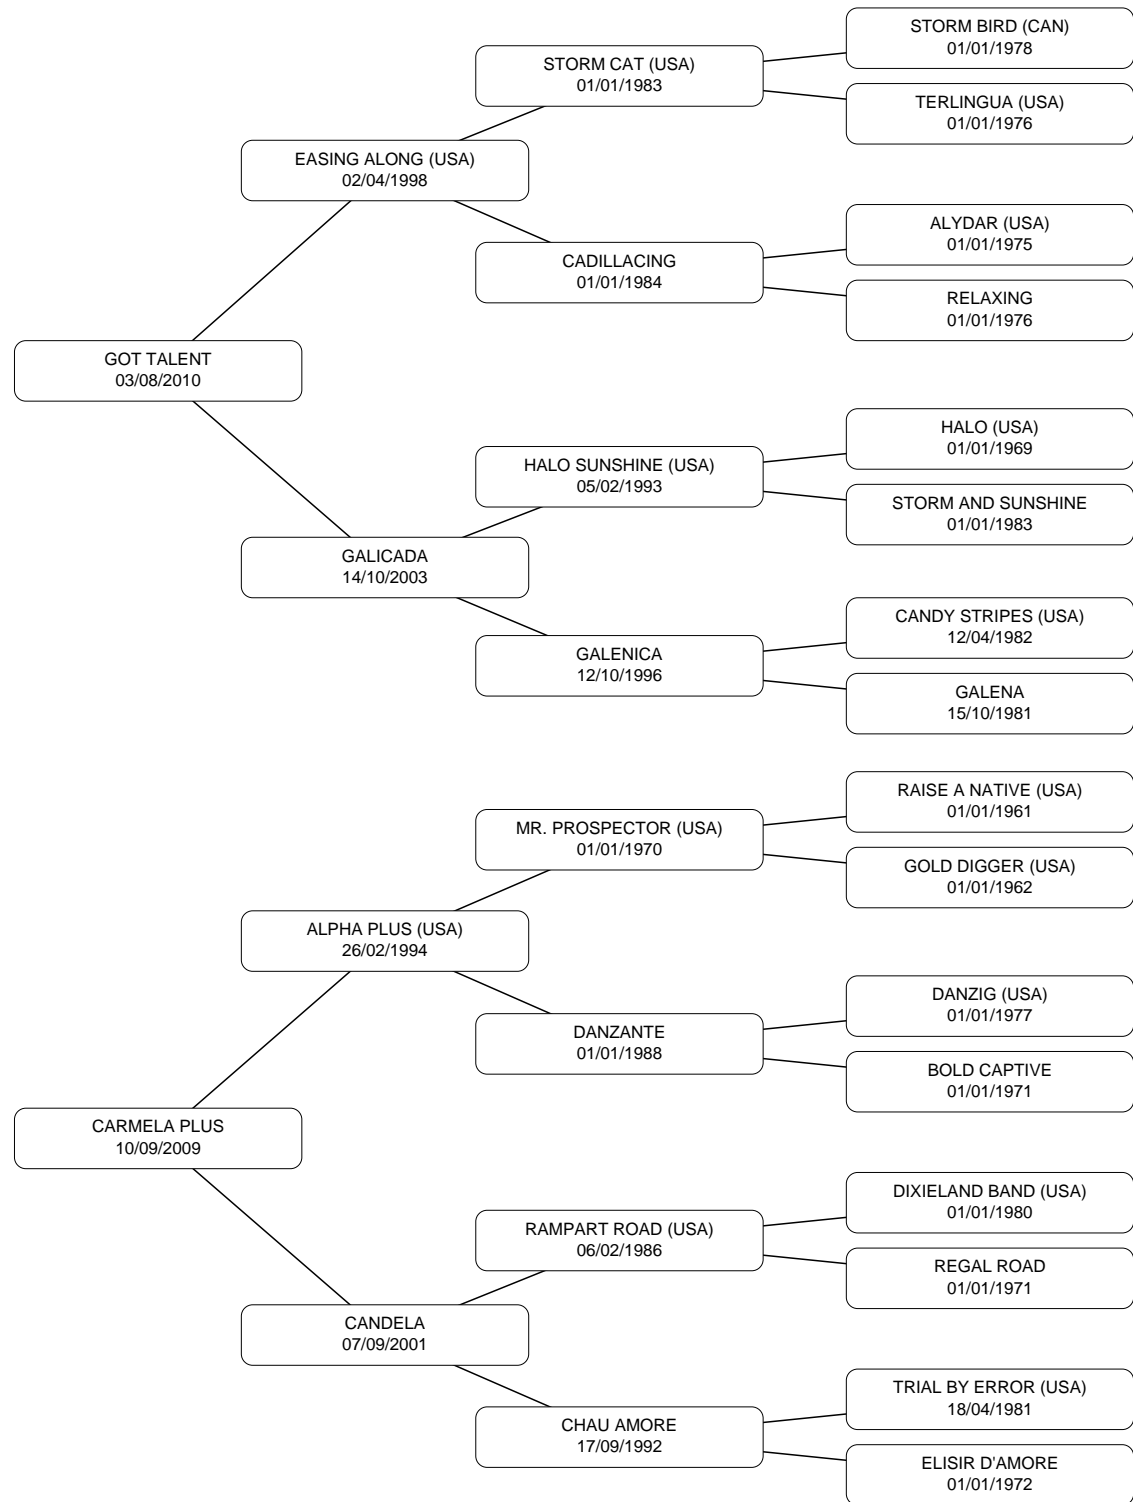 STORM BIRD (CAN)
01/01/1978
STORM CAT (USA)
01/01/1983
TERLINGUA (USA)
01/01/1976
EASING ALONG (USA)
02/04/1998
ALYDAR (USA)
01/01/1975
CADILLACING
01/01/1984
RELAXING
01/01/1976
GOT TALENT
03/08/2010
HALO (USA)
01/01/1969
HALO SUNSHINE (USA)
05/02/1993
STORM AND SUNSHINE
01/01/1983
GALICADA
14/10/2003
CANDY STRIPES (USA)
12/04/1982
GALENICA
12/10/1996
GALENA
15/10/1981
RAISE A NATIVE (USA)
01/01/1961
MR. PROSPECTOR (USA)
01/01/1970
GOLD DIGGER (USA)
01/01/1962
ALPHA PLUS (USA)
26/02/1994
DANZIG (USA)
01/01/1977
DANZANTE
01/01/1988
BOLD CAPTIVE
01/01/1971
CARMELA PLUS
10/09/2009
DIXIELAND BAND (USA)
01/01/1980
RAMPART ROAD (USA)
06/02/1986
REGAL ROAD
01/01/1971
CANDELA
07/09/2001
TRIAL BY ERROR (USA)
18/04/1981
CHAU AMORE
17/09/1992
ELISIR D'AMORE
01/01/1972